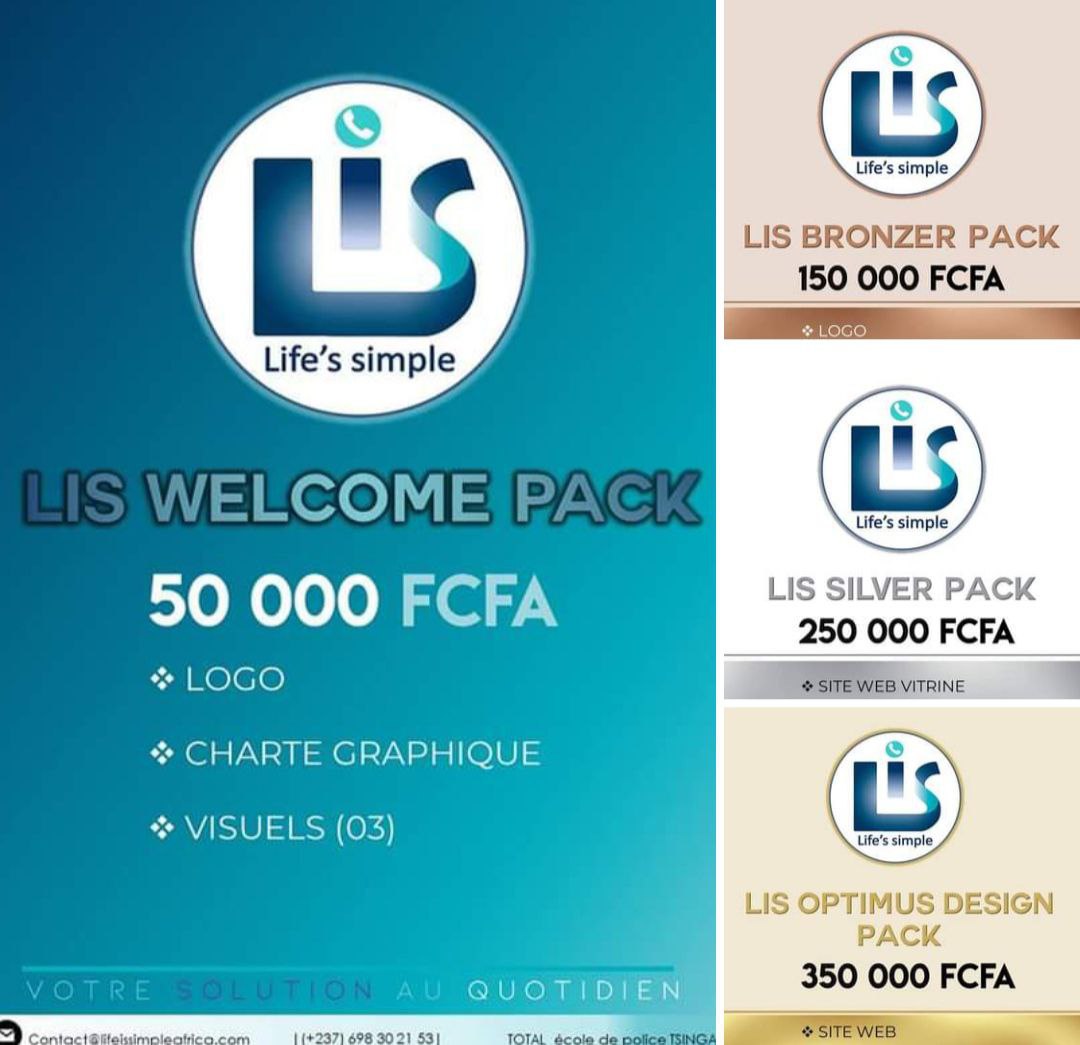 LIS
Life's simple
LIS WELCOME PACK
50 000 FCFA
❖ LOGO
❖ CHARTE GRAPHIQUE
❖ VISUELS (03)
VOTRE SOLUTION AU QUOTIDIEN
Contact@lifeissimpleafrica.com | (+237) 698 30 21 53 | TOTAL école de police TSINGA
LIS
Life's simple
LIS BRONZER PACK
150 000 FCFA
❖ LOGO
LIS
Life's simple
LIS SILVER PACK
250 000 FCFA
❖ SITE WEB VITRINE
LIS
Life's simple
LIS OPTIMUS DESIGN
PACK
350 000 FCFA
❖ SITE WEB